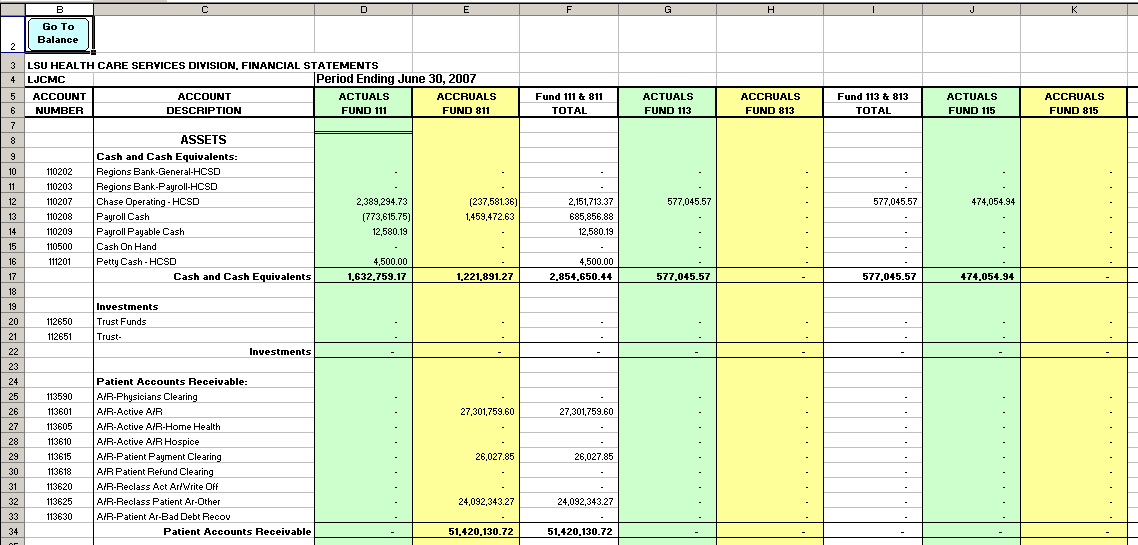 B C D E F G H I J K
Go To
2 Balance
3 LSU HEALTH CARE SERVICES DIVISION, FINANCIAL STATEMENTS
4 LJCMC Period Ending June 30, 2007
5 ACCOUNT ACCOUNT ACTUALS ACCRUALS Fund 111 & 811 ACTUALS ACCRUALS Fund 113 & 813 ACTUALS ACCRUALS
6 NUMBER DESCRIPTION FUND 111 FUND 811 TOTAL FUND 113 FUND 813 TOTAL FUND 115 FUND 815
7
8 ASSETS
9 Cash and Cash Equivalents:
10 110202 Regions Bank-General-HCSD - - - - - - - -
11 110203 Regions Bank-Payroll-HCSD - - - - - - - -
12 110207 Chase Operating - HCSD 2,389,294.73 (237,581.36) 2,151,713.37 577,045.57 - 577,045.57 474,054.94 -
13 110208 Payroll Cash (773,615.75) 1,459,472.63 685,856.88 - - - - -
14 110209 Payroll Payable Cash 12,580.19 - 12,580.19 - - - - -
15 110500 Cash On Hand - - - - - - - -
16 111201 Petty Cash - HCSD 4,500.00 - 4,500.00 - - - - -
17 Cash and Cash Equivalents 1,632,759.17 1,221,891.27 2,854,650.44 577,045.57 - 577,045.57 474,054.94 -
18
19 Investments
20 112650 Trust Funds - - - - - - - -
21 112651 Trust- - - - - - - - -
22 Investments - - - - - - - -
23
24 Patient Accounts Receivable:
25 113590 A/R-Physicians Clearing - - - - - - - -
26 113601 A/R-Active A/R - 27,301,759.60 27,301,759.60 - - - - -
27 113605 A/R-Active A/R-Home Health - - - - - - - -
28 113610 A/R-Active A/R Hospice - - - - - - - -
29 113615 A/R-Patient Payment Clearing - 26,027.85 26,027.85 - - - - -
30 113618 A/R Patient Refund Clearing - - - - - - - -
31 113620 A/R-Reclass Act Ar/Write Off - - - - - - - -
32 113625 A/R-Reclass Patient Ar-Other - 24,092,343.27 24,092,343.27 - - - - -
33 113630 A/R-Patient Ar-Bad Debt Recov - - - - - - - -
34 Patient Accounts Receivable - 51,420,130.72 51,420,130.72 - - - - -